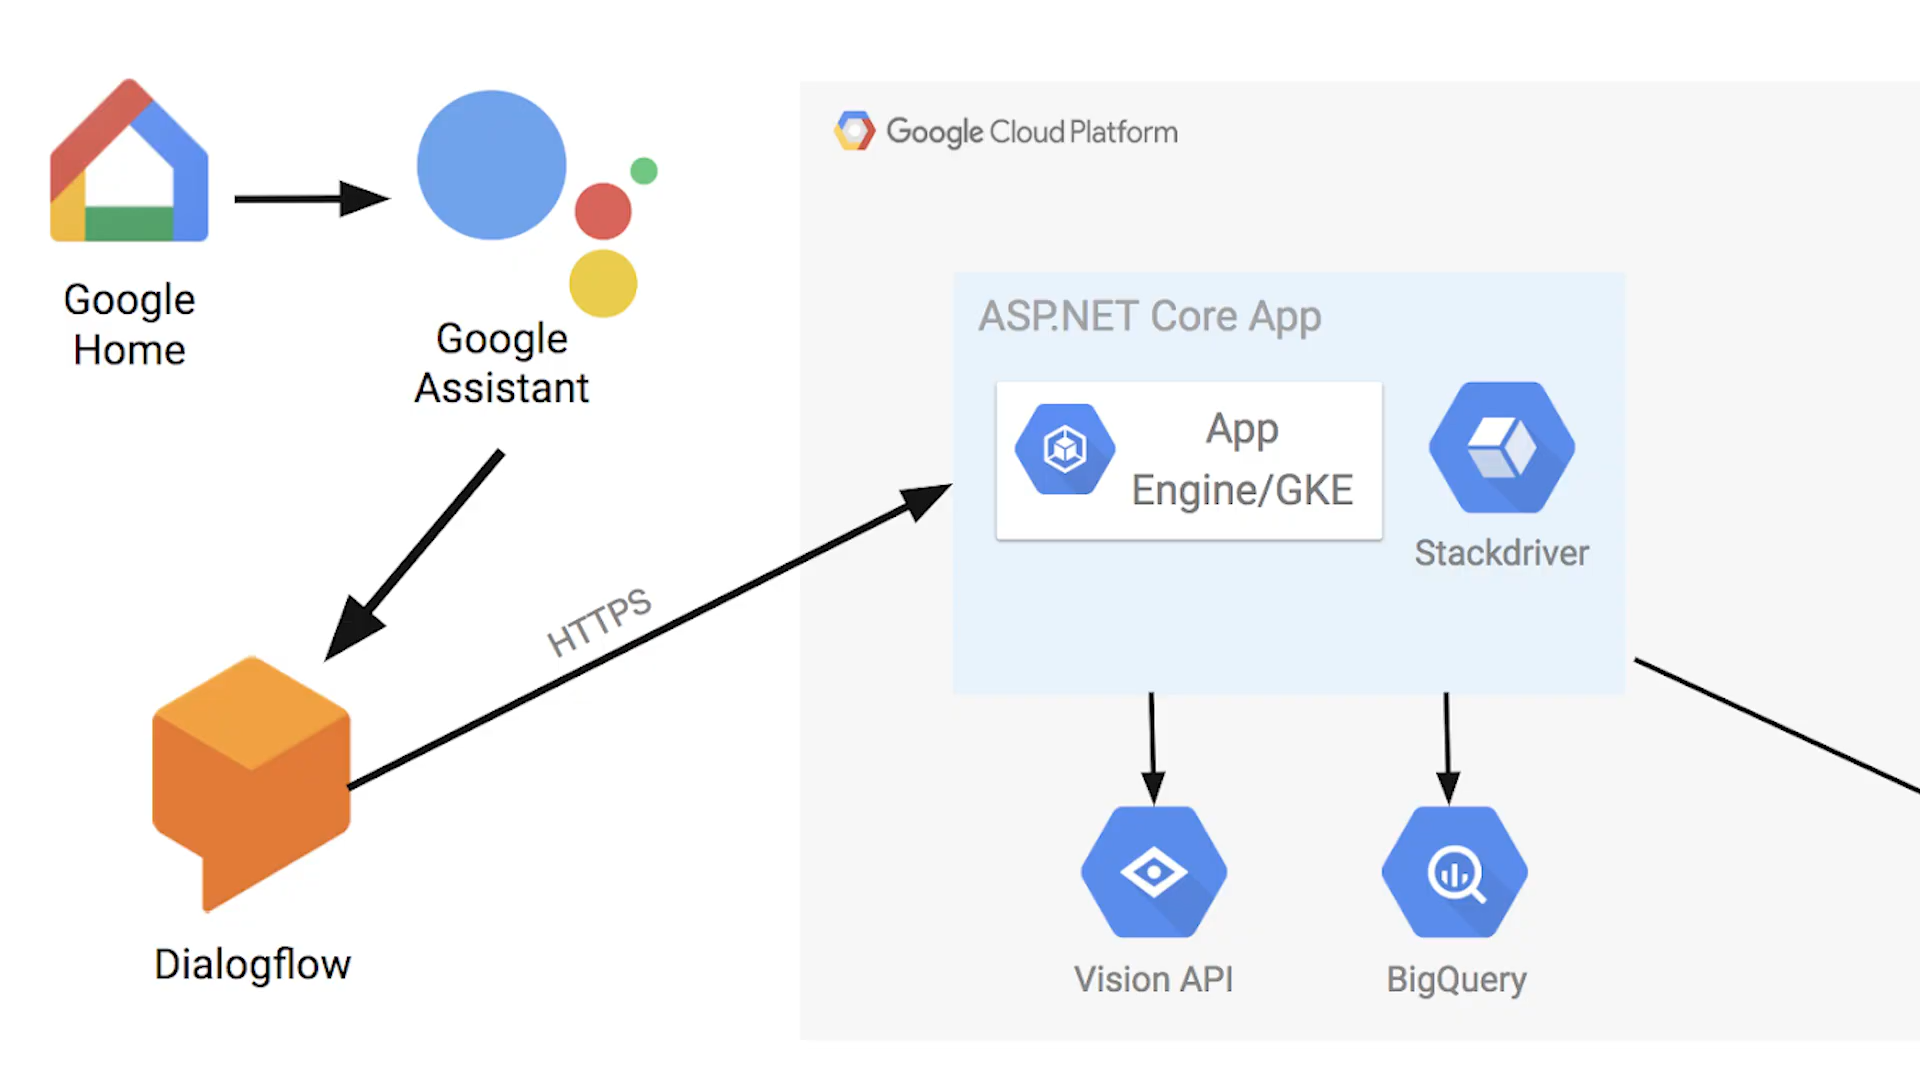 Google
Home
Google
Assistant
Dialogflow
HTTPS
Google Cloud Platform
ASP.NET Core App
App
Engine/GKE
Stackdriver
Vision API
BigQuery